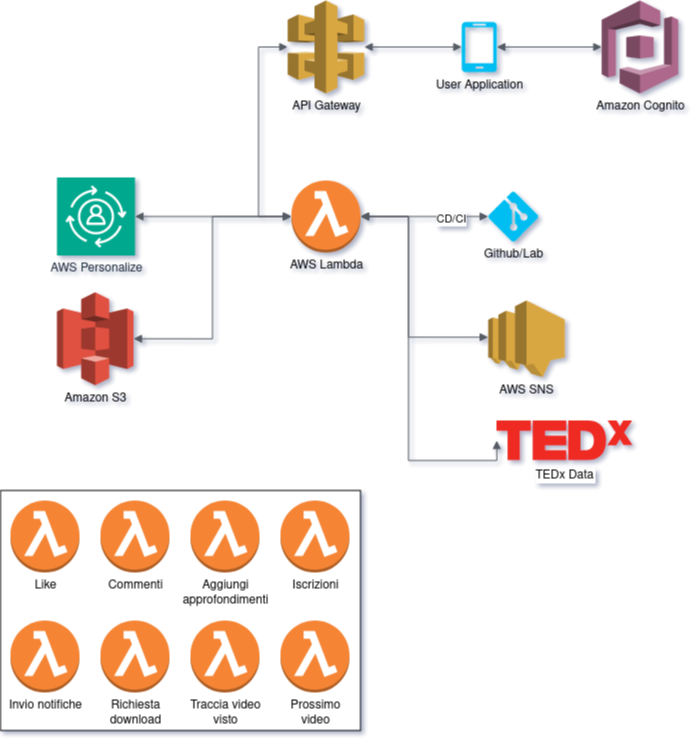 API Gateway
User Application
Amazon Cognito
AWS Personalize
AWS Lambda
CD/CI
Github/Lab
Amazon S3
AWS SNS
TEDx
TEDx Data
Like
Commenti
Aggiungi
approfondimenti
Iscrizioni
Invio notifiche
Richiesta
download
Traccia video
visto
Prossimo
video